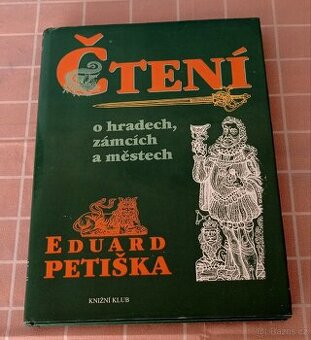 ČTENÍ
o hradech,
zámcích
a městech
EDUARD
PETIŠKA
KNIŽNÍ KLUB